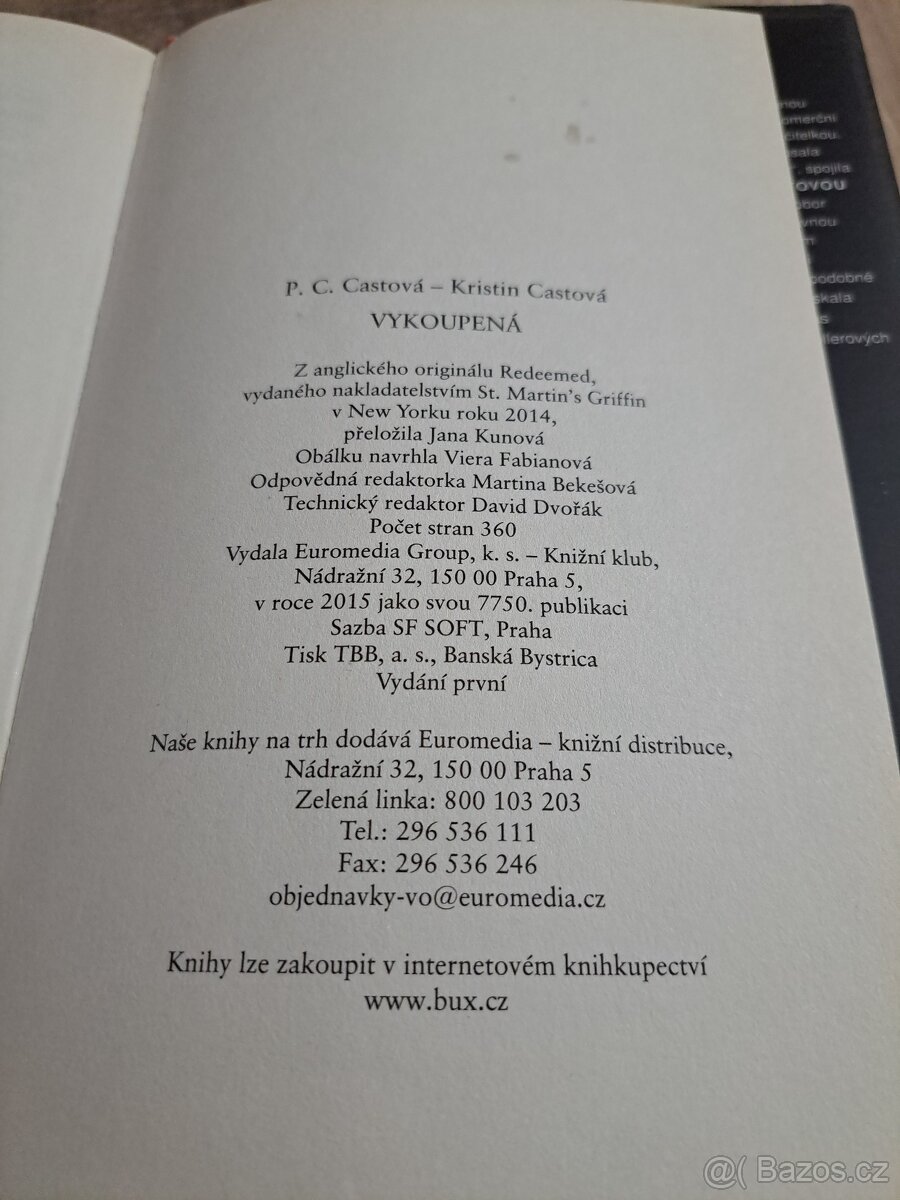 P. C. Castová – Kristin Castová
VYKOUPENÁ
Z anglického originálu Redeemed,
vydaného nakladatelstvím St. Martin's Griffin
v New Yorku roku 2014,
přeložila Jana Kunová
Obálku navrhla Viera Fabianová
Odpovědná redaktorka Martina Bekešová
Technický redaktor David Dvořák
Počet stran 360
Vydala Euromedia Group, k. s. – Knižní klub,
Nádražní 32, 150 00 Praha 5,
v roce 2015 jako svou 7750. publikaci
Sazba SF SOFT, Praha
Tisk TBB, a. s., Banská Bystrica
Vydání první
Naše knihy na trh dodává Euromedia – knižní distribuce,
Nádražní 32, 150 00 Praha 5
Zelená linka: 800 103 203
Tel.: 296 536 111
Fax: 296 536 246
objednavky-vo@euromedia.cz
Knihy lze zakoupit v internetovém knihkupectví
www.bux.cz
spojila
podobné
@( Bazos.cz